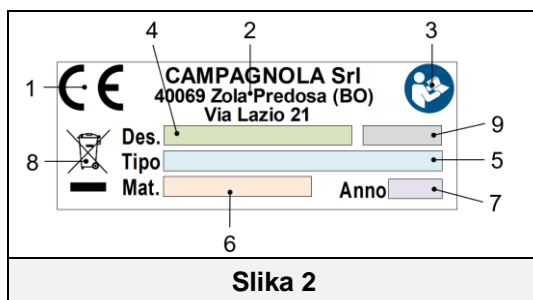 4 2 3
1 CE CAMPAGNOLA Srl
40069 Zola Predosa (BO)
Via Lazio 21
Des. 9
8 Tipo 5
Mat. Anno 7
6
Slika 2